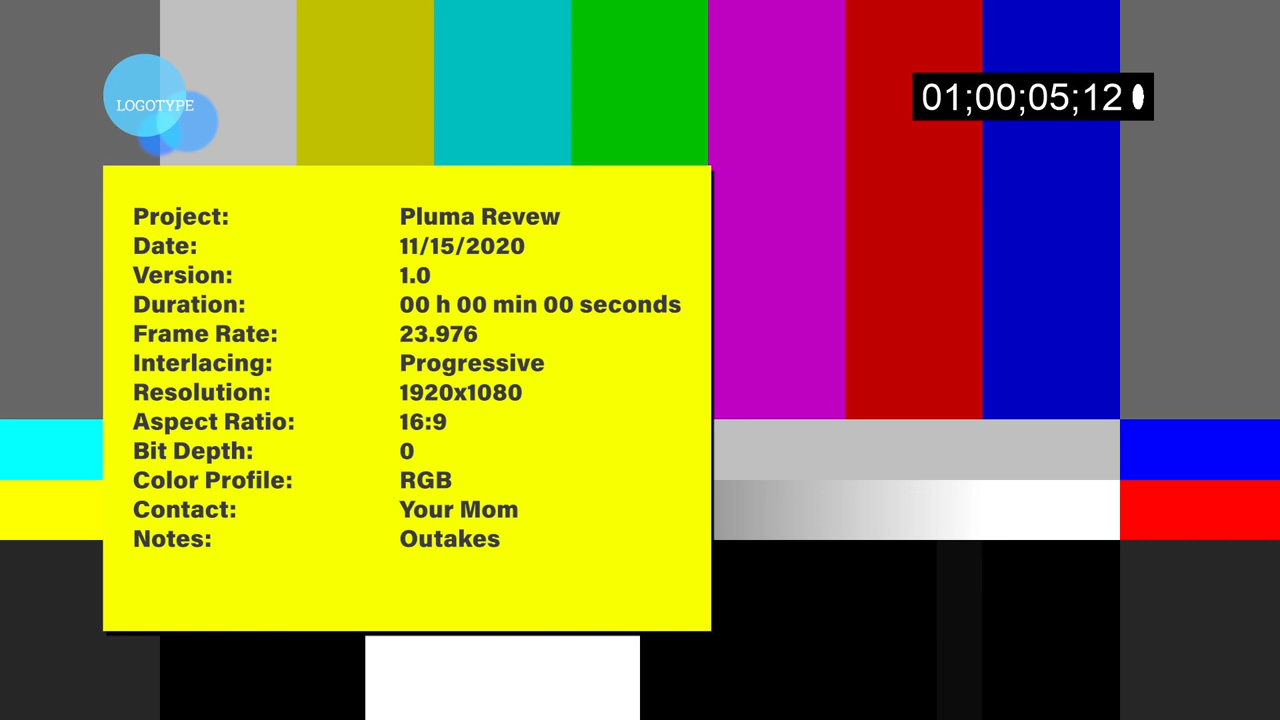 LOGOTYPE
01;00;05;12
Project: Pluma Revew
Date: 11/15/2020
Version: 1.0
Duration: 00 h 00 min 00 seconds
Frame Rate: 23.976
Interlacing: Progressive
Resolution: 1920x1080
Aspect Ratio: 16:9
Bit Depth: 0
Color Profile: RGB
Contact: Your Mom
Notes: Outakes